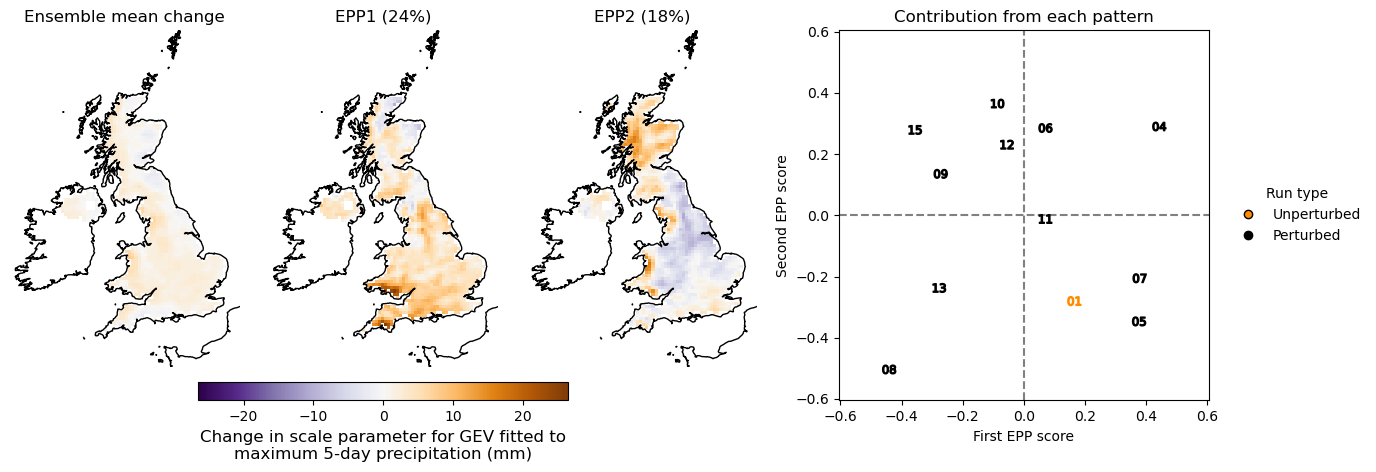 Ensemble mean change
EPP1 (24%)
EPP2 (18%)
Contribution from each pattern
0.6
0.4
0.2
0.0
−0.2
−0.4
−0.6
Second EPP score
10
15
06
04
12
09
11
13
07
01
05
08
−0.6
−0.4
−0.2
0.0
0.2
0.4
0.6
First EPP score
Run type
Unperturbed
Perturbed
−20
−10
0
10
20
Change in scale parameter for GEV fitted to
maximum 5-day precipitation (mm)